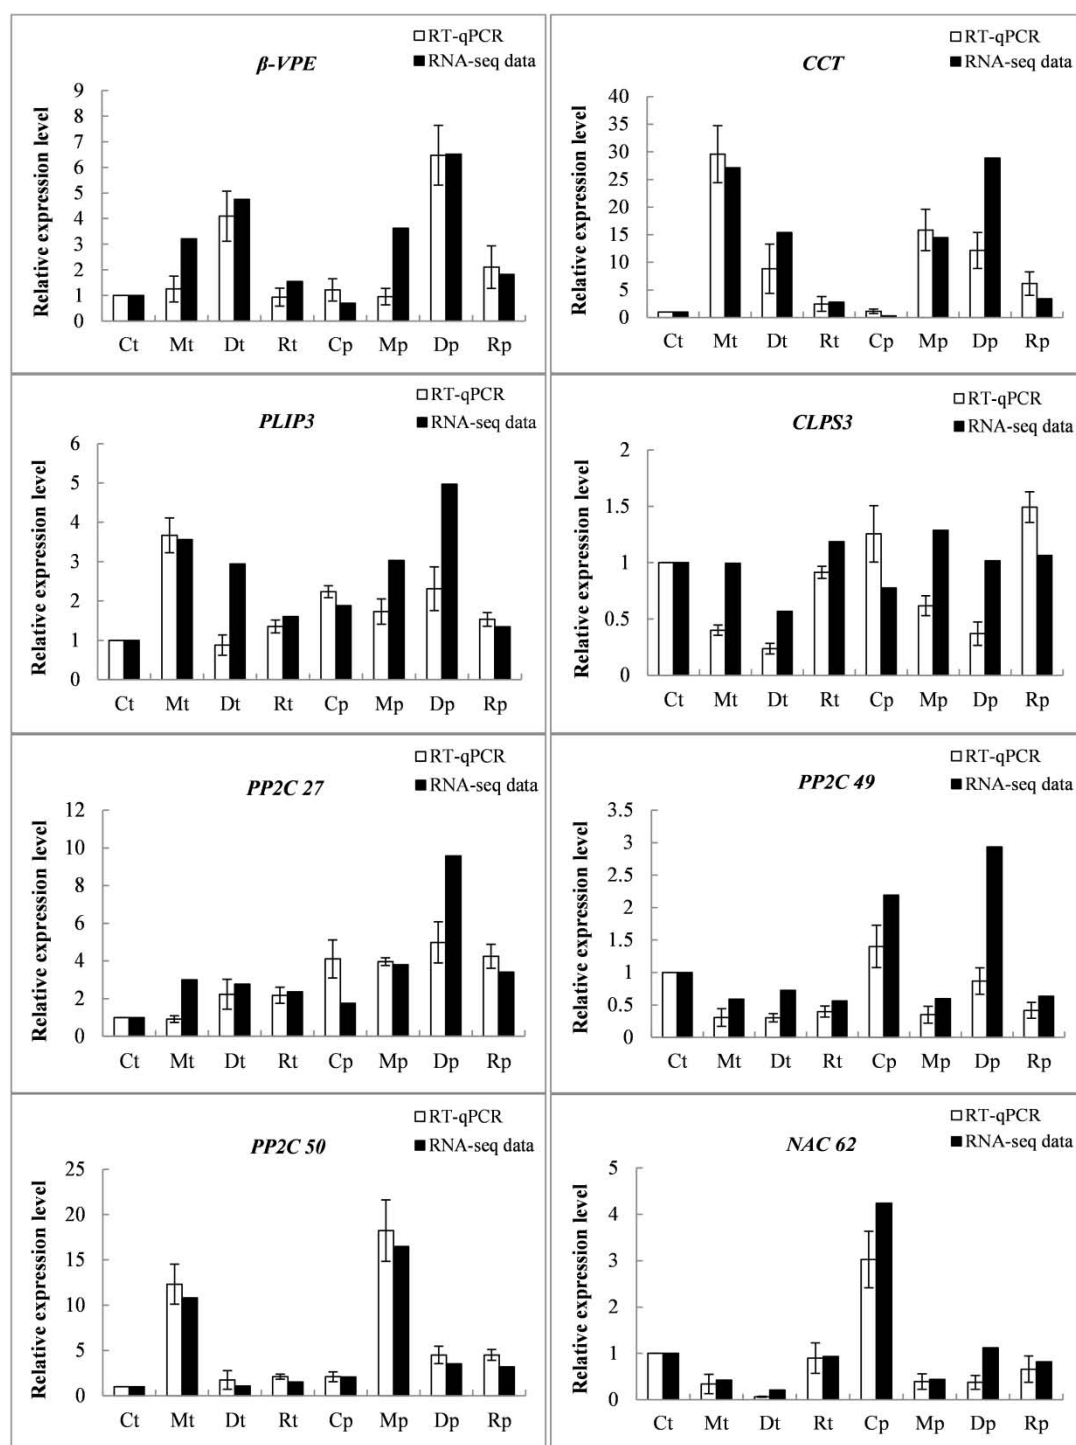 RT-qPCR
RNA-seq data
β-VPE
Relative expression level
9
8
7
6
5
4
3
2
1
0
Ct Mt Dt Rt Cp Mp Dp Rp
RT-qPCR
RNA-seq data
CCT
Relative expression level
40
35
30
25
20
15
10
5
0
Ct Mt Dt Rt Cp Mp Dp Rp
RT-qPCR
RNA-seq data
PLIP3
Relative expression level
6
5
4
3
2
1
0
Ct Mt Dt Rt Cp Mp Dp Rp
RT-qPCR
RNA-seq data
CLPS3
Relative expression level
2
1.5
1
0.5
0
Ct Mt Dt Rt Cp Mp Dp Rp
RT-qPCR
RNA-seq data
PP2C 27
Relative expression level
12
10
8
6
4
2
0
Ct Mt Dt Rt Cp Mp Dp Rp
RT-qPCR
RNA-seq data
PP2C 49
Relative expression level
3.5
3
2.5
2
1.5
1
0.5
0
Ct Mt Dt Rt Cp Mp Dp Rp
RT-qPCR
RNA-seq data
PP2C 50
Relative expression level
25
20
15
10
5
0
Ct Mt Dt Rt Cp Mp Dp Rp
RT-qPCR
RNA-seq data
NAC 62
Relative expression level
5
4
3
2
1
0
Ct Mt Dt Rt Cp Mp Dp Rp